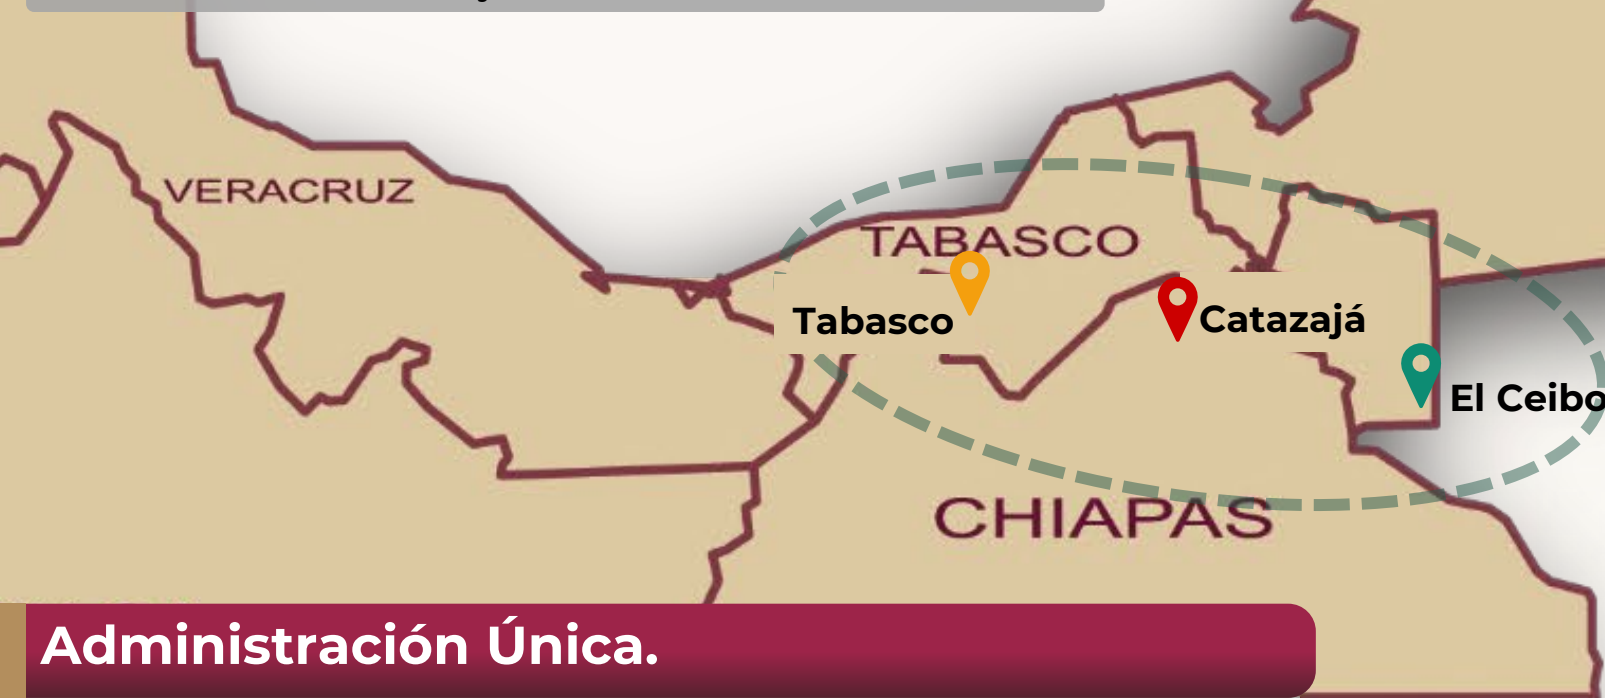 VERACRUZ
TABASCO
Tabasco
Catazajá
El Ceibo
CHIAPAS
Administración Única.